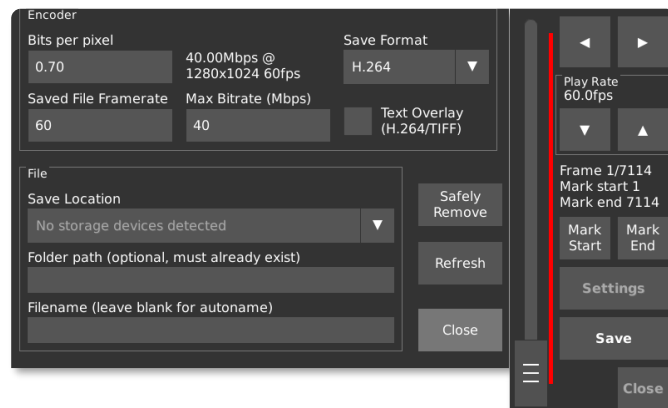 Encoder
Bits per pixel
0.70
40.00Mbps @
1280x1024 60fps
Save Format
H.264
Saved File Framerate
60
Max Bitrate (Mbps)
40
Text Overlay
(H.264/TIFF)
File
Save Location
No storage devices detected
Folder path (optional, must already exist)
Filename (leave blank for autoname)
Safely
Remove
Refresh
Close
Play Rate
60.0fps
Frame 1/7114
Mark start 1
Mark end 7114
Mark
Start
Mark
End
Settings
Save
Close